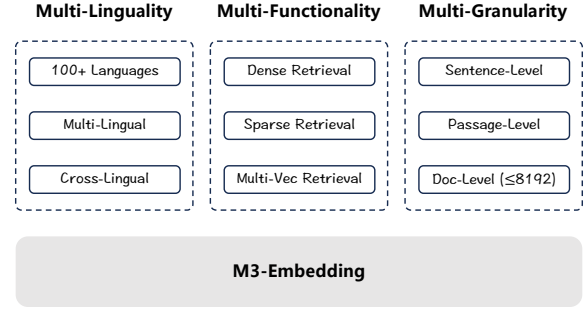 Multi-Linguality Multi-Functionality Multi-Granularity
100+ Languages Dense Retrieval Sentence-Level
Multi-Lingual Sparse Retrieval Passage-Level
Cross-Lingual Multi-Vec Retrieval Doc-Level (≤8192)
M3-Embedding